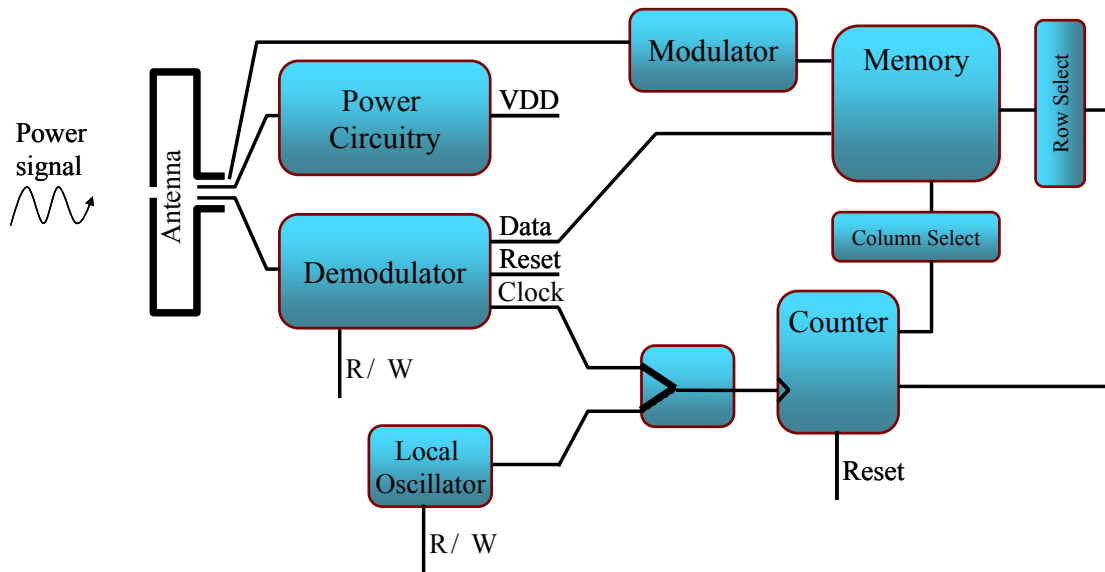 Power
signal
Antenna
Power
Circuitry
VDD
Modulator
Memory
Row Select
Demodulator
Data
Reset
Clock
R/ W
Column Select
Counter
Reset
Local
Oscillator
R/ W